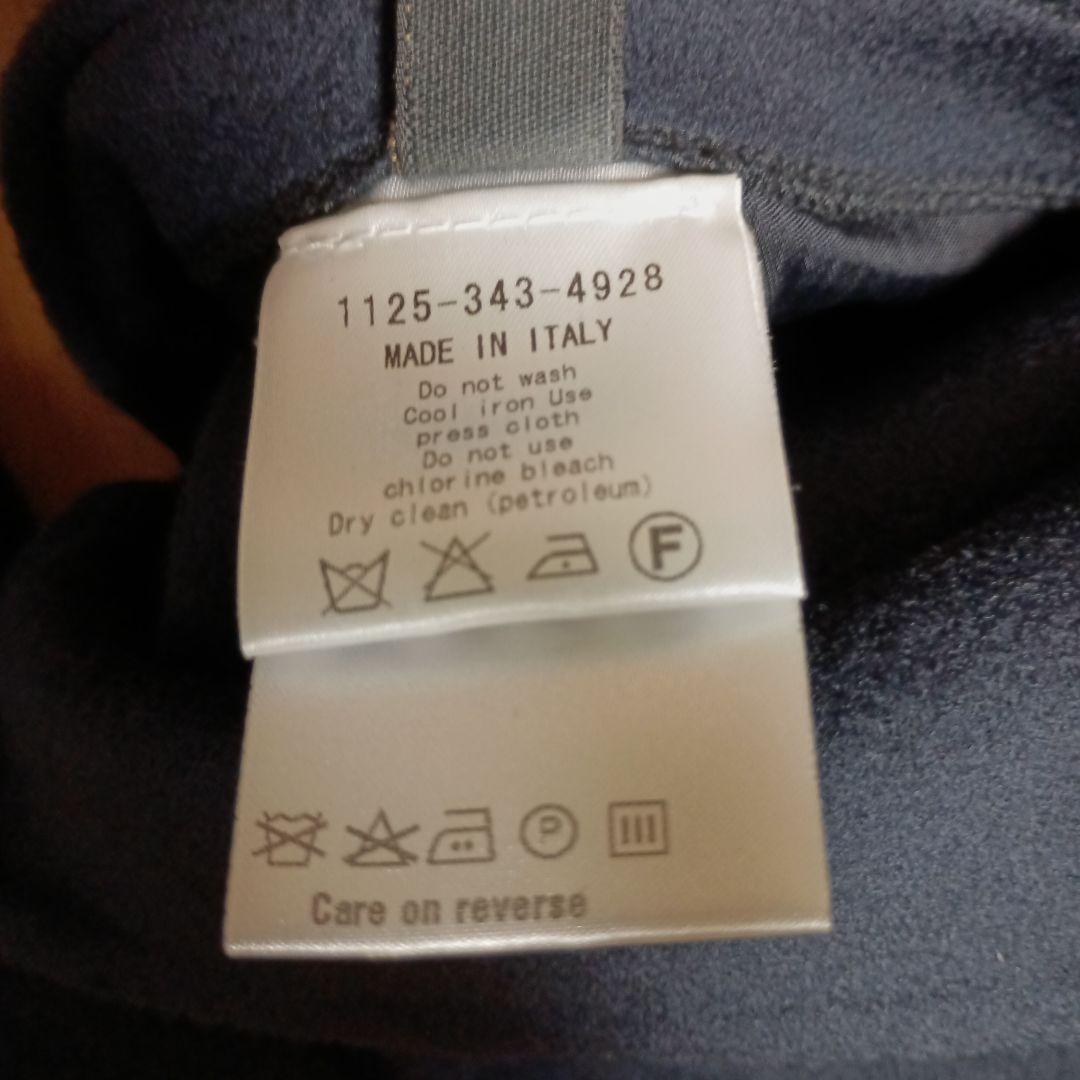 1125-343-4928
MADE IN ITALY
Do not wash
Cool iron Use
press cloth
Do not use
chlorine bleach
Dry clean (petroleum)
F
P
Care on reverse